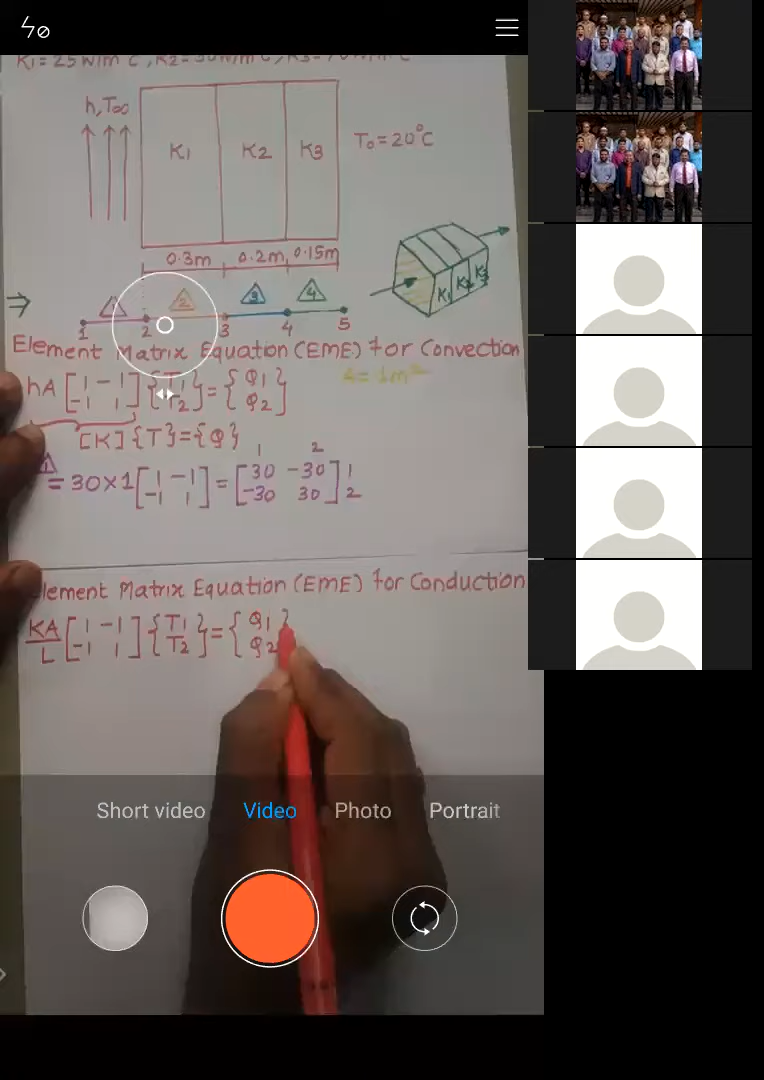 h, T∞
K1 K2 K3 T0 = 20°C
0.3m 0.2m 0.15m
K1 K2 K3
⇒ 2 3 4
1 2 3 4 5
Element Matrix Equation (EME) for Convection
hA [1 -1 -1 1] {T1 T2} = {Q1 Q2} A = 1m²
[K] {T} = {Q}
1 2
1 = 30×1 [1 -1 -1 1] = [30 -30 -30 30] 1 2
Element Matrix Equation (EME) for Conduction
KA/L [1 -1 -1 1] {T1 T2} = {Q1 Q2}
Short video Video Photo Portrait